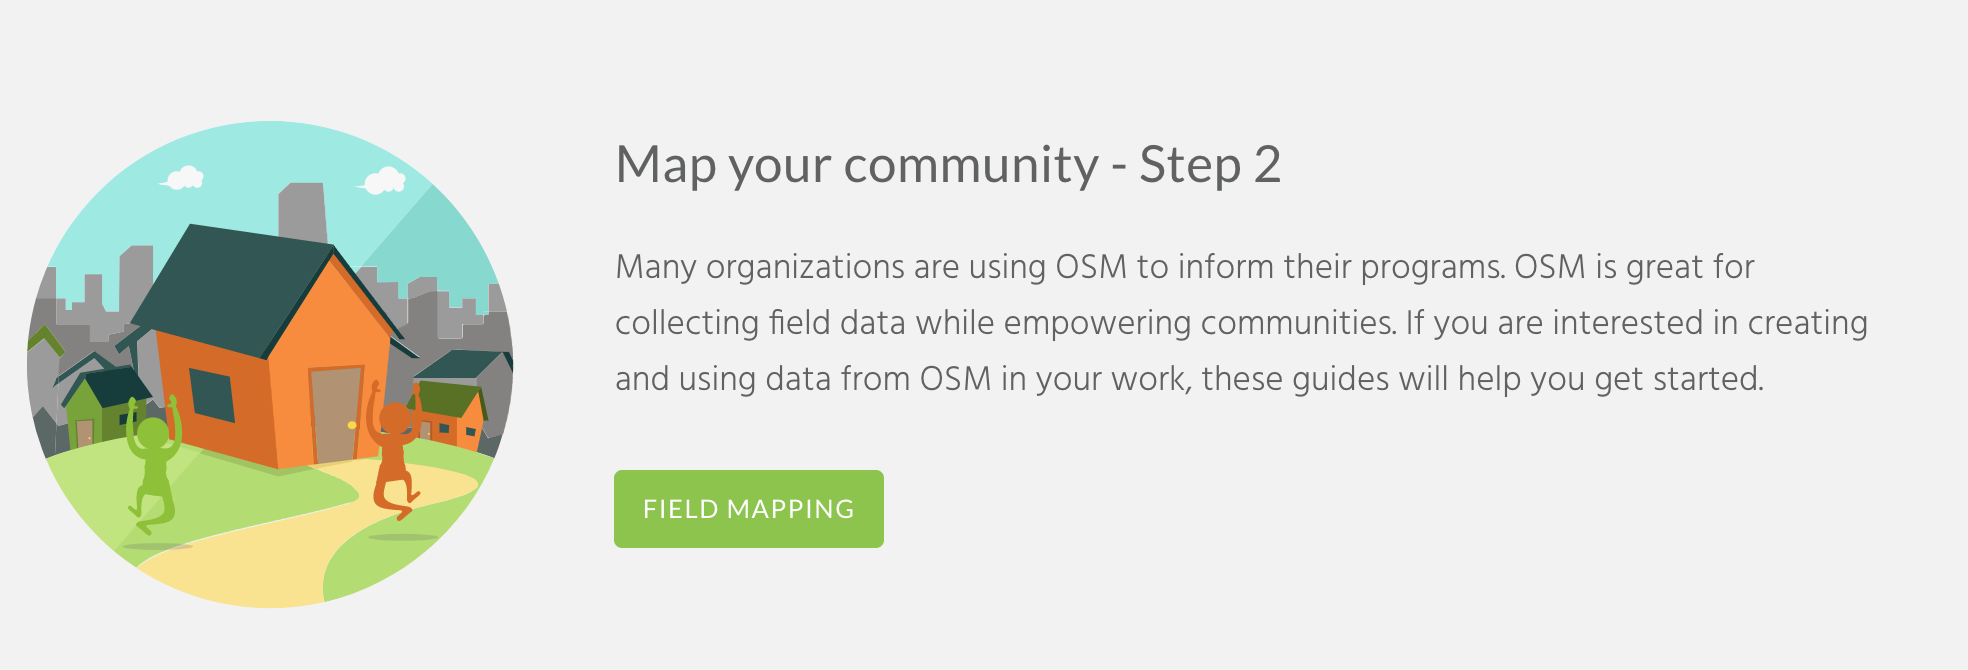 Map your community - Step 2
Many organizations are using OSM to inform their programs. OSM is great for
collecting field data while empowering communities. If you are interested in creating
and using data from OSM in your work, these guides will help you get started.
FIELD MAPPING